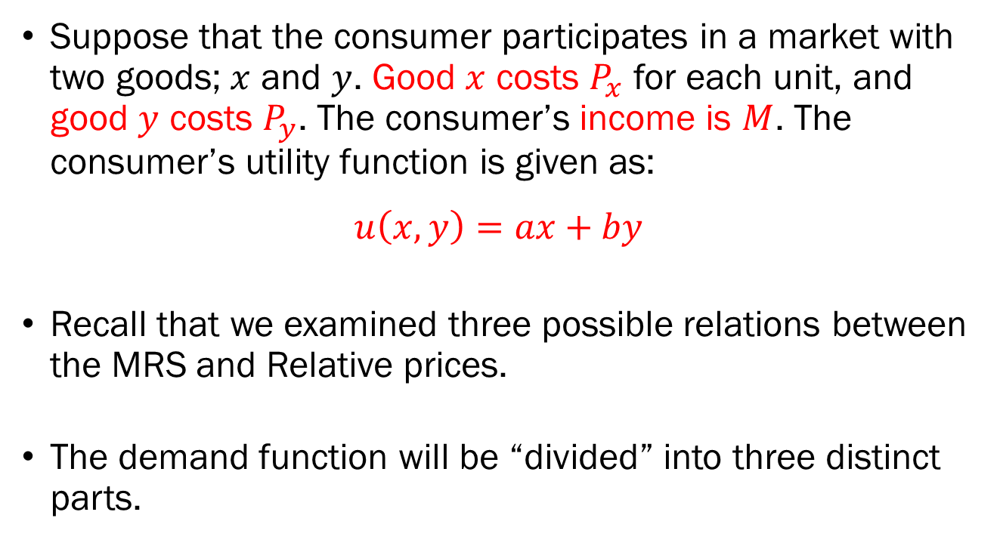 • Suppose that the consumer participates in a market with
two goods; x and y. Good x costs Pₓ for each unit, and
good y costs P_y. The consumer’s income is M. The
consumer’s utility function is given as:
u(x, y) = ax + by
• Recall that we examined three possible relations between
the MRS and Relative prices.
• The demand function will be “divided” into three distinct
parts.